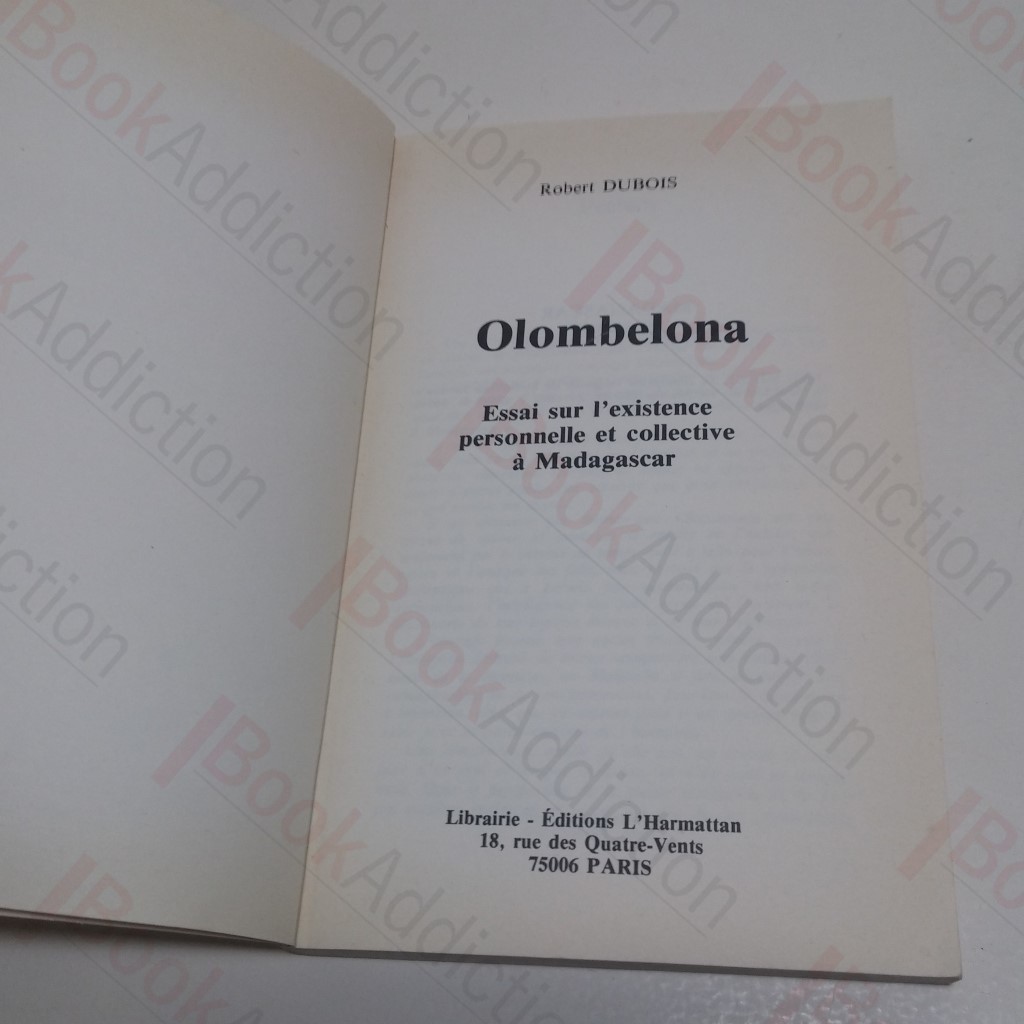 Robert DUBOIS
Olombelona
Essai sur l'existence
personnelle et collective
à Madagascar
Librairie - Éditions L'Harmattan
18, rue des Quatre-Vents
75006 PARIS
BookAddiction